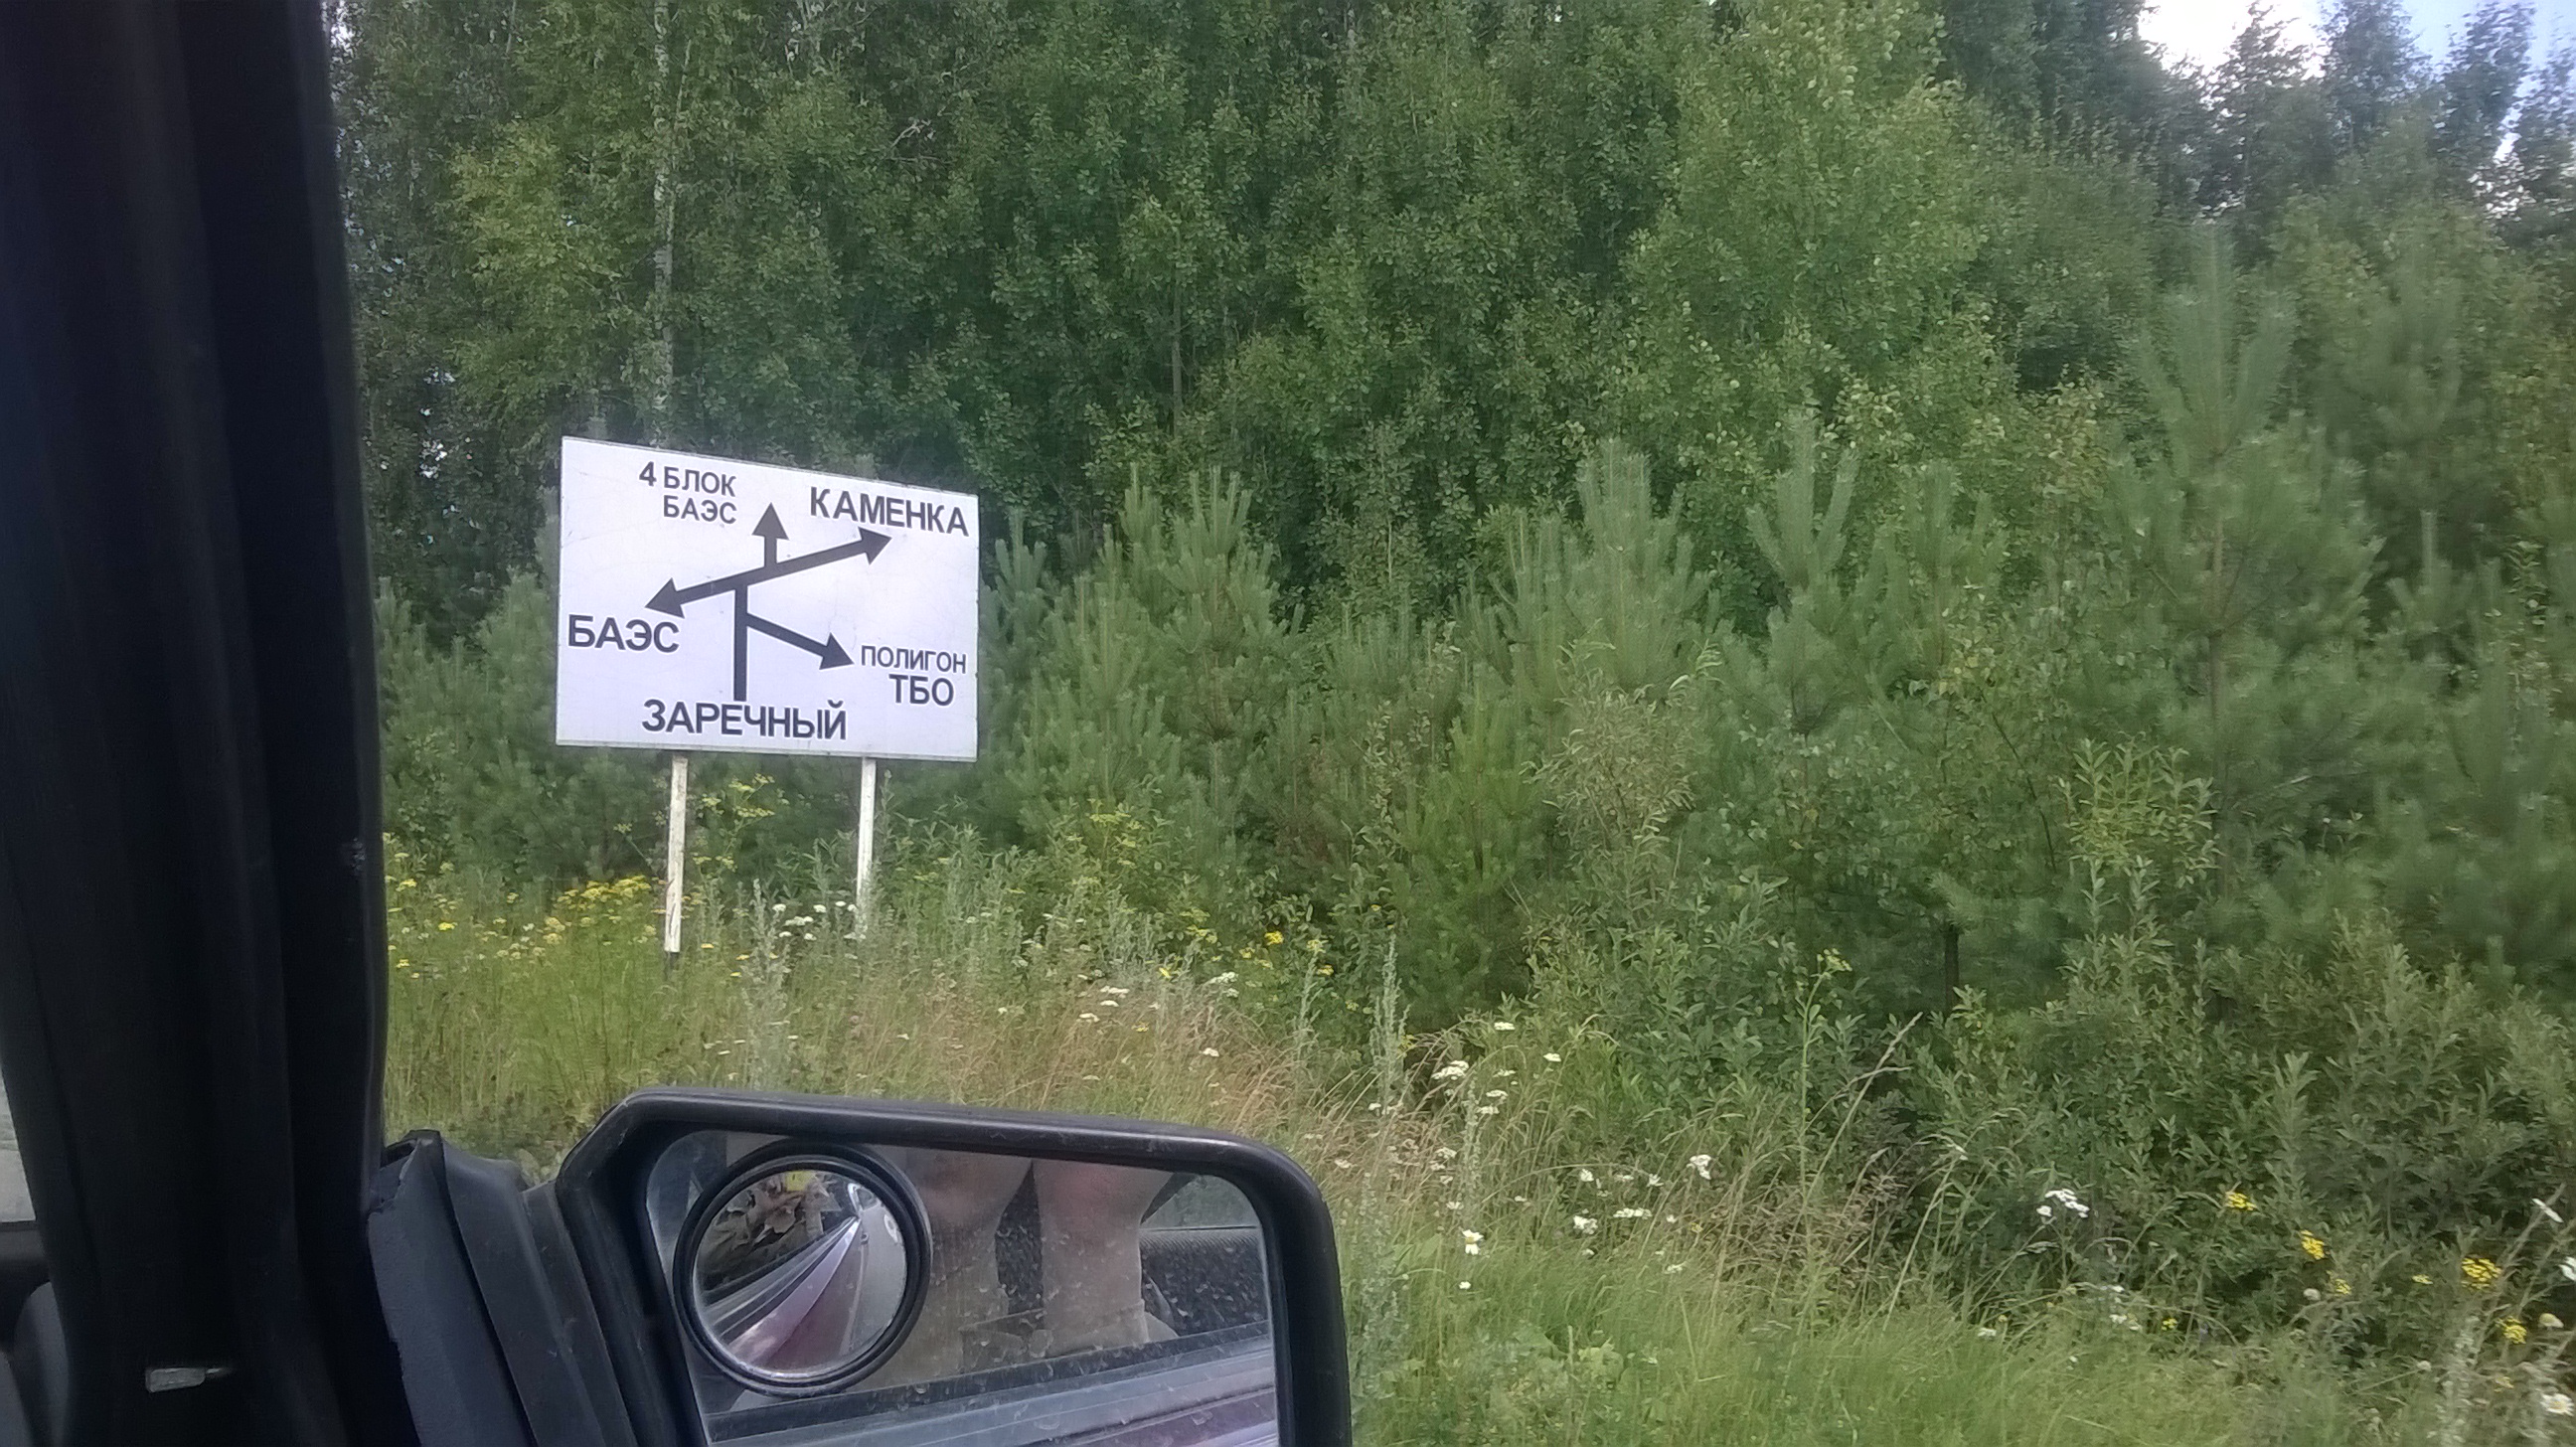 4 БЛОК
БАЭС
КАМЕНКА
БАЭС
ПОЛИГОН
ТБО
ЗАРЕЧНЫЙ